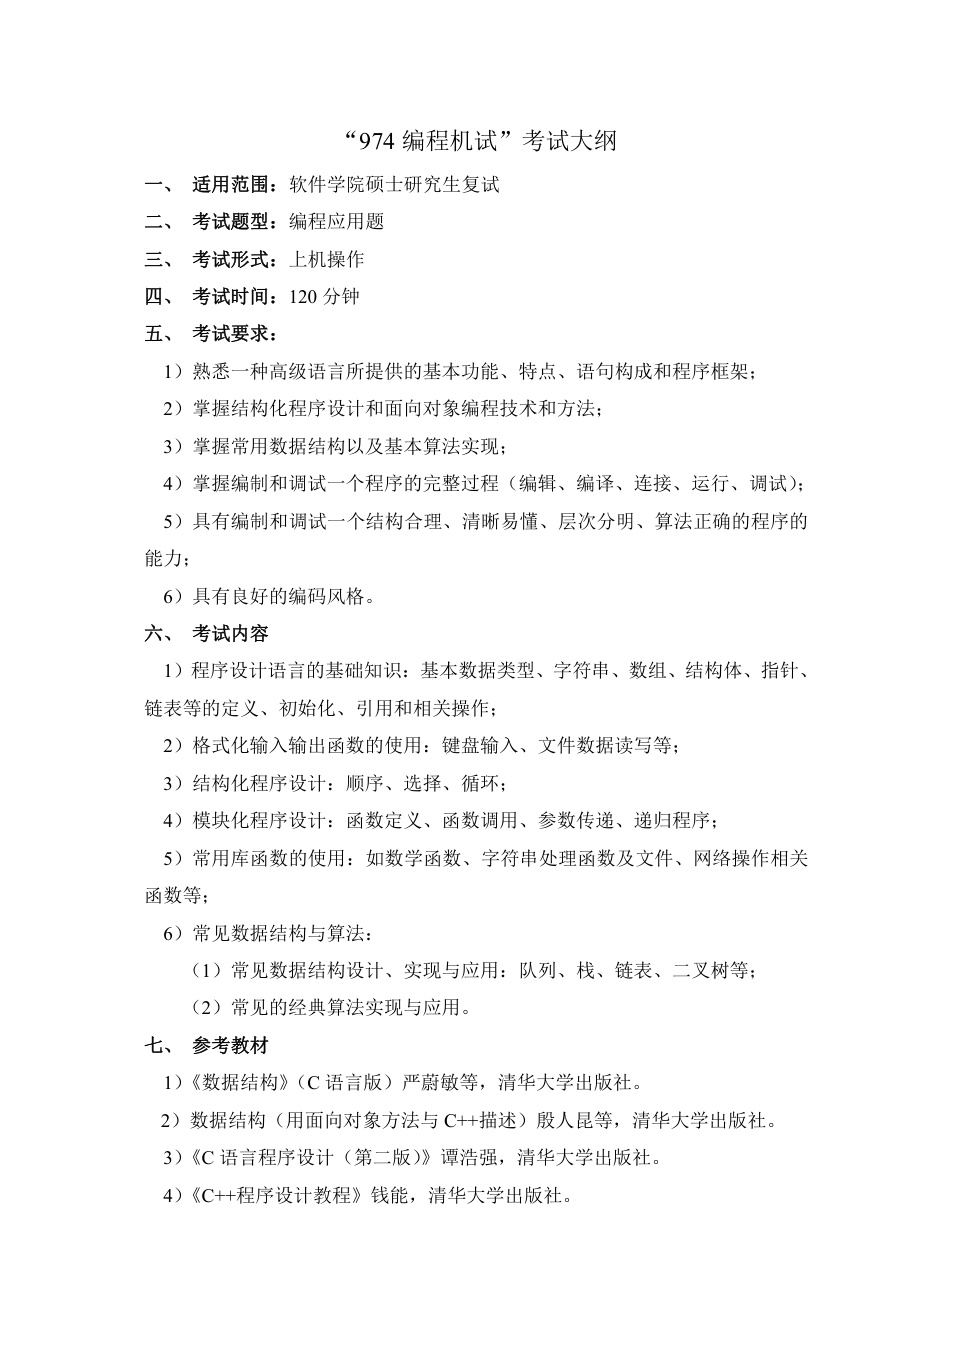 “974 编程机试”考试大纲
一、 适用范围：软件学院硕士研究生复试
二、 考试题型：编程应用题
三、 考试形式：上机操作
四、 考试时间：120 分钟
五、 考试要求：
1）熟悉一种高级语言所提供的基本功能、特点、语句构成和程序框架；
2）掌握结构化程序设计和面向对象编程技术和方法；
3）掌握常用数据结构以及基本算法实现；
4）掌握编制和调试一个程序的完整过程（编辑、编译、连接、运行、调试）；
5）具有编制和调试一个结构合理、清晰易懂、层次分明、算法正确的程序的
能力；
6）具有良好的编码风格。
六、 考试内容
1）程序设计语言的基础知识：基本数据类型、字符串、数组、结构体、指针、
链表等的定义、初始化、引用和相关操作；
2）格式化输入输出函数的使用：键盘输入、文件数据读写等；
3）结构化程序设计：顺序、选择、循环；
4）模块化程序设计：函数定义、函数调用、参数传递、递归程序；
5）常用库函数的使用：如数学函数、字符串处理函数及文件、网络操作相关
函数等；
6）常见数据结构与算法：
（1）常见数据结构设计、实现与应用：队列、栈、链表、二叉树等；
（2）常见的经典算法实现与应用。
七、 参考教材
1）《数据结构》（C 语言版）严蔚敏等，清华大学出版社。
2）数据结构（用面向对象方法与 C++描述）殷人昆等，清华大学出版社。
3）《C 语言程序设计（第二版）》谭浩强，清华大学出版社。
4）《C++程序设计教程》钱能，清华大学出版社。